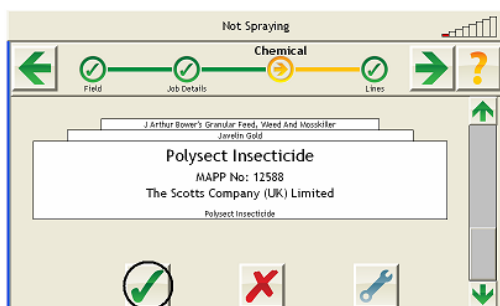 Not Spraying
Chemical
Field
Job Details
Lines
J Arthur Bower's Granular Feed, Weed And Mosskiller
Javelin Gold
Polysect Insecticide
MAPP No: 12588
The Scotts Company (UK) Limited
Polysect Insecticide